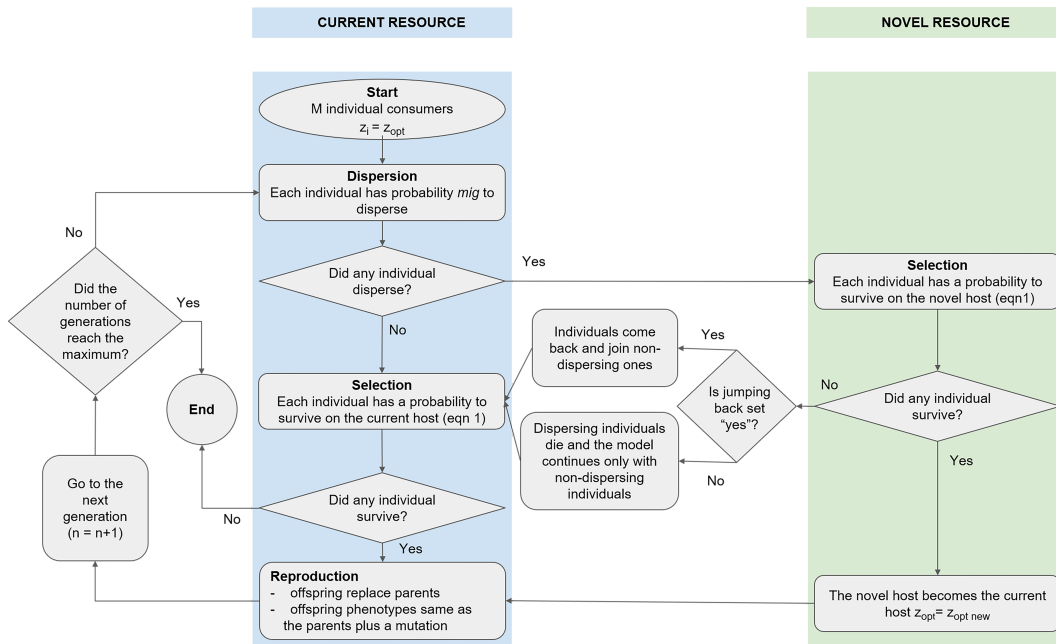 CURRENT RESOURCE
NOVEL RESOURCE
Start
M individual consumers
zi = zopt
Dispersion
Each individual has probability mig to
disperse
No
Did any individual
disperse?
Yes
Selection
Each individual has a probability to
survive on the novel host (eqn1)
Did the
number of
generations
reach the
maximum?
Yes
No
Individuals come
back and join non-
dispersing ones
Yes
Is jumping
back set
“yes”?
No
Did any individual
survive?
End
Selection
Each individual has a probability to
survive on the current host (eqn 1)
Dispersing individuals
die and the model
continues only with
non-dispersing
individuals
No
Yes
Go to the
next
generation
(n = n+1)
Did any individual
survive?
No
Yes
Reproduction
- offspring replace parents
- offspring phenotypes same as
the parents plus a mutation
The novel host becomes the current
host zopt= zopt new